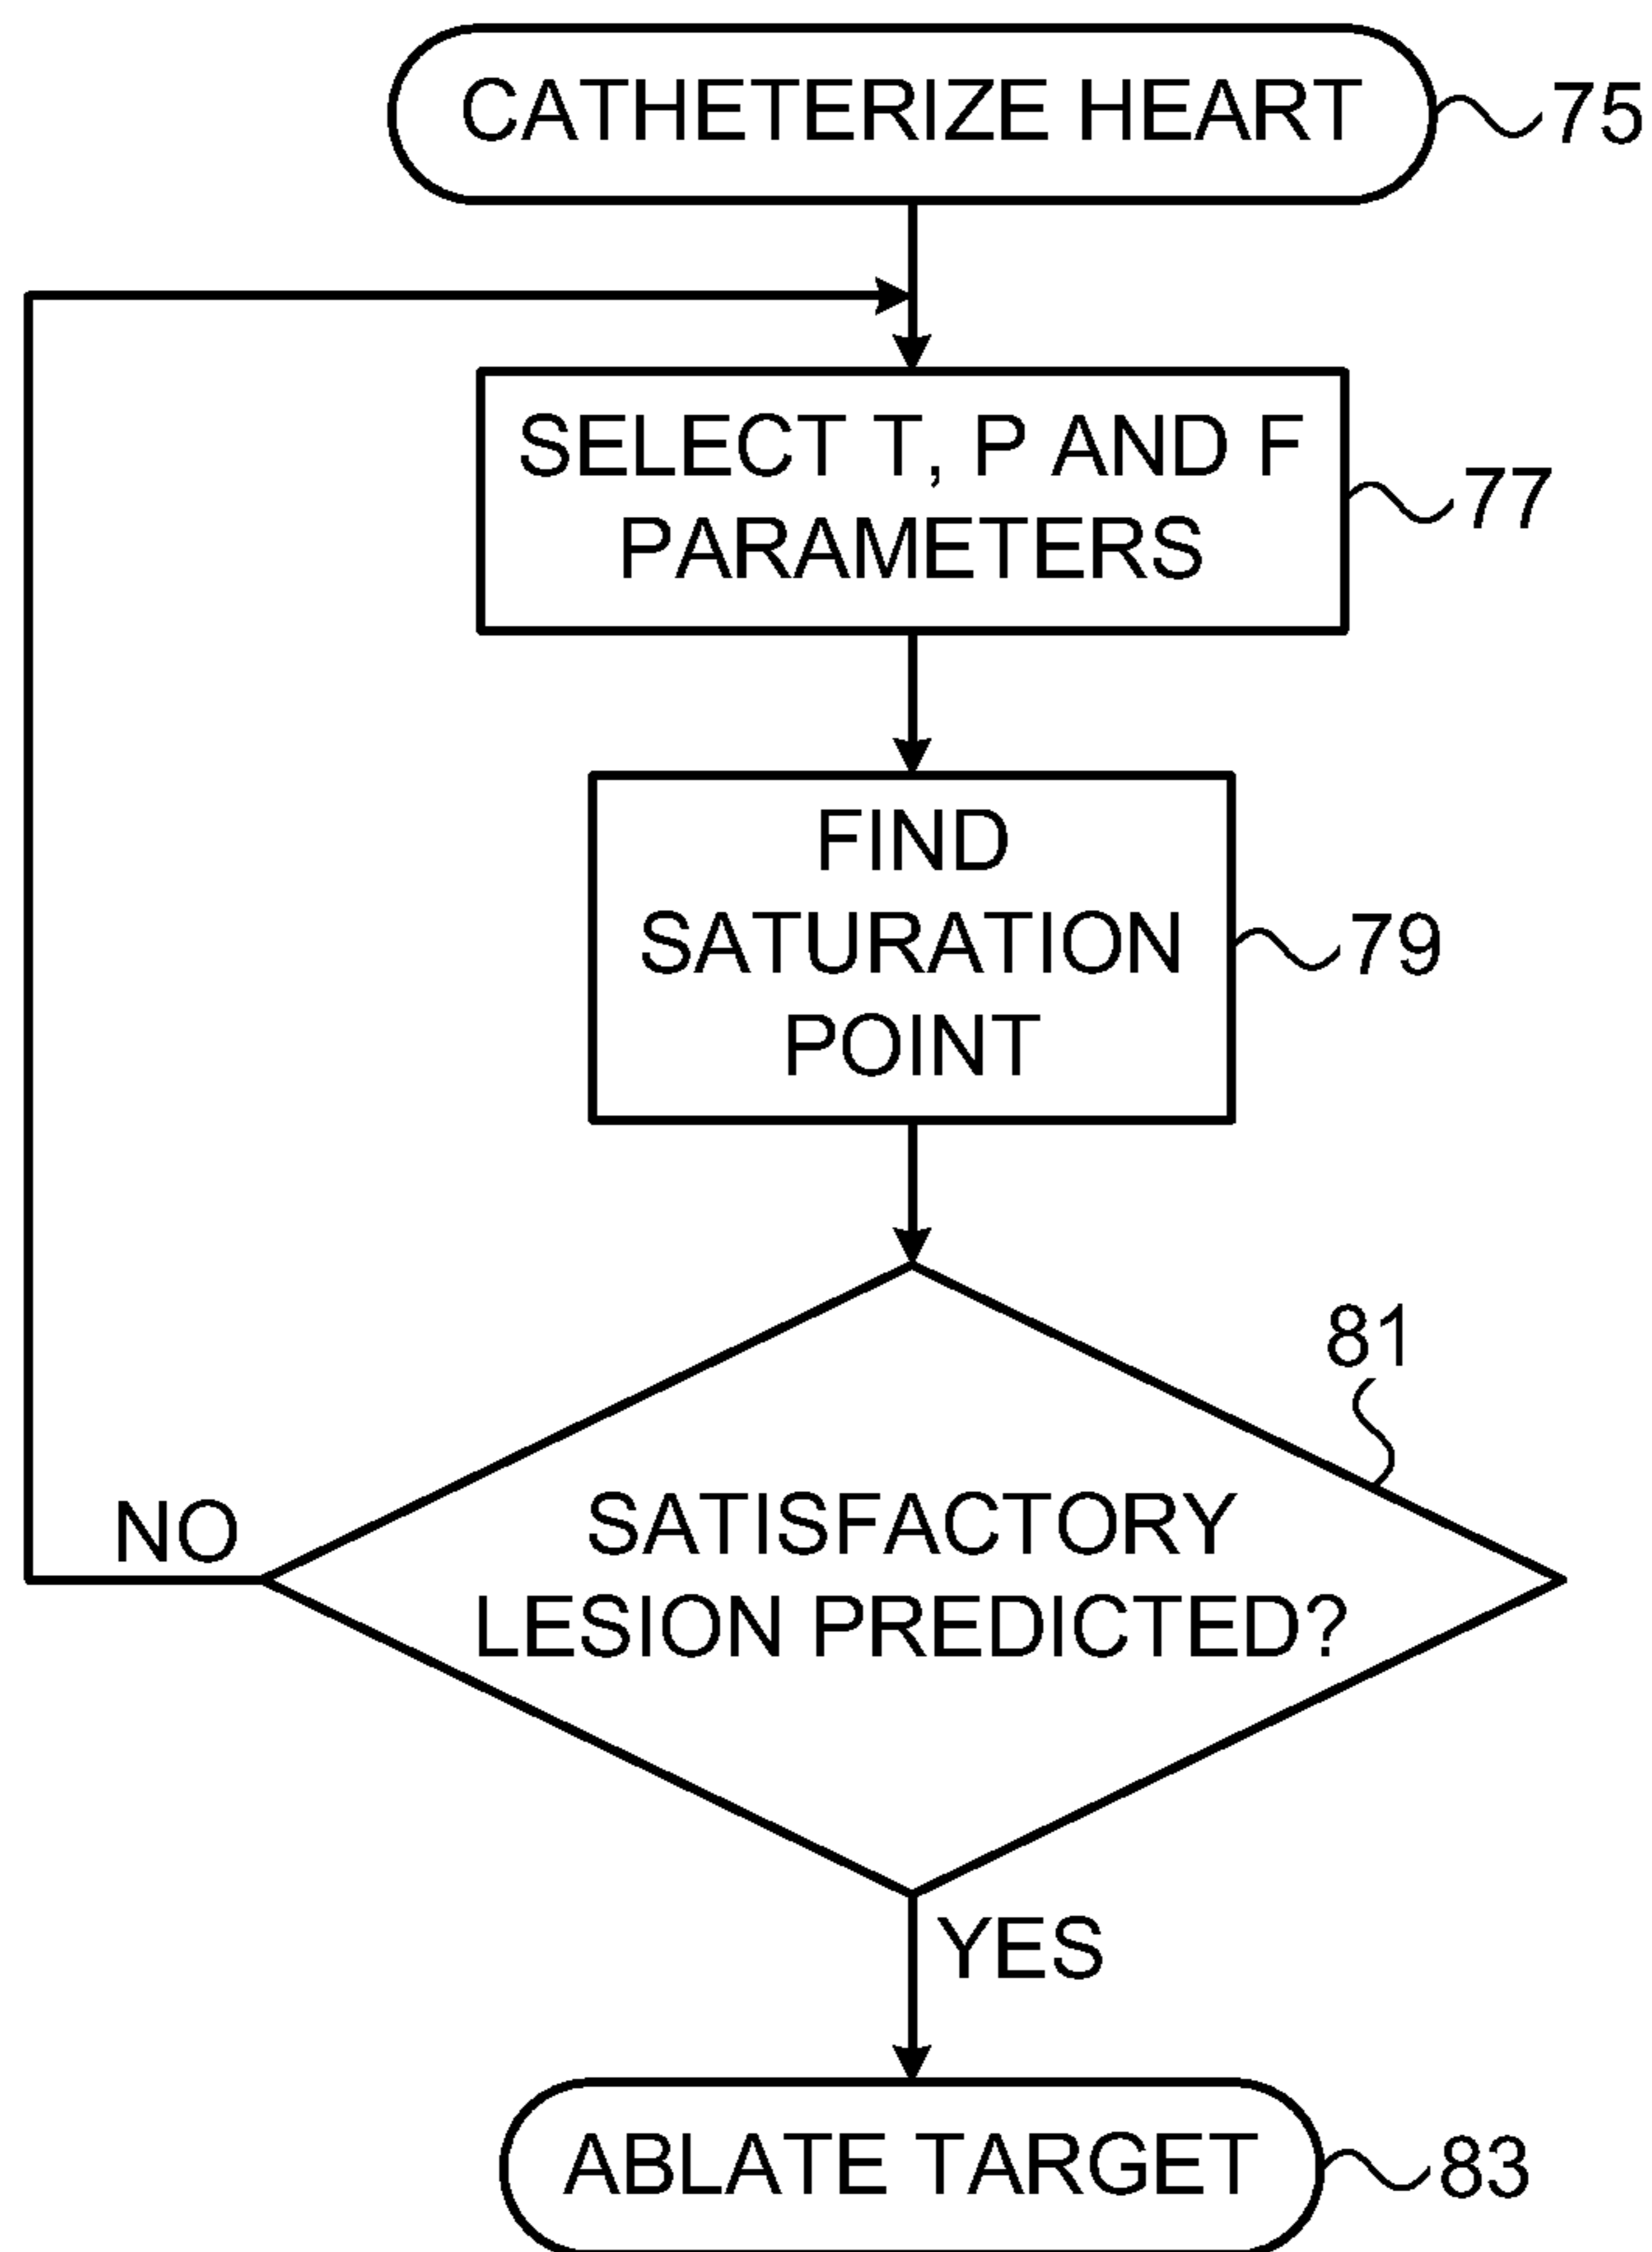 CATHETERIZE HEART
75
SELECT T, P AND F
PARAMETERS
77
FIND
SATURATION
POINT
79
81
SATISFACTORY
LESION PREDICTED?
NO
YES
ABLATE TARGET
83